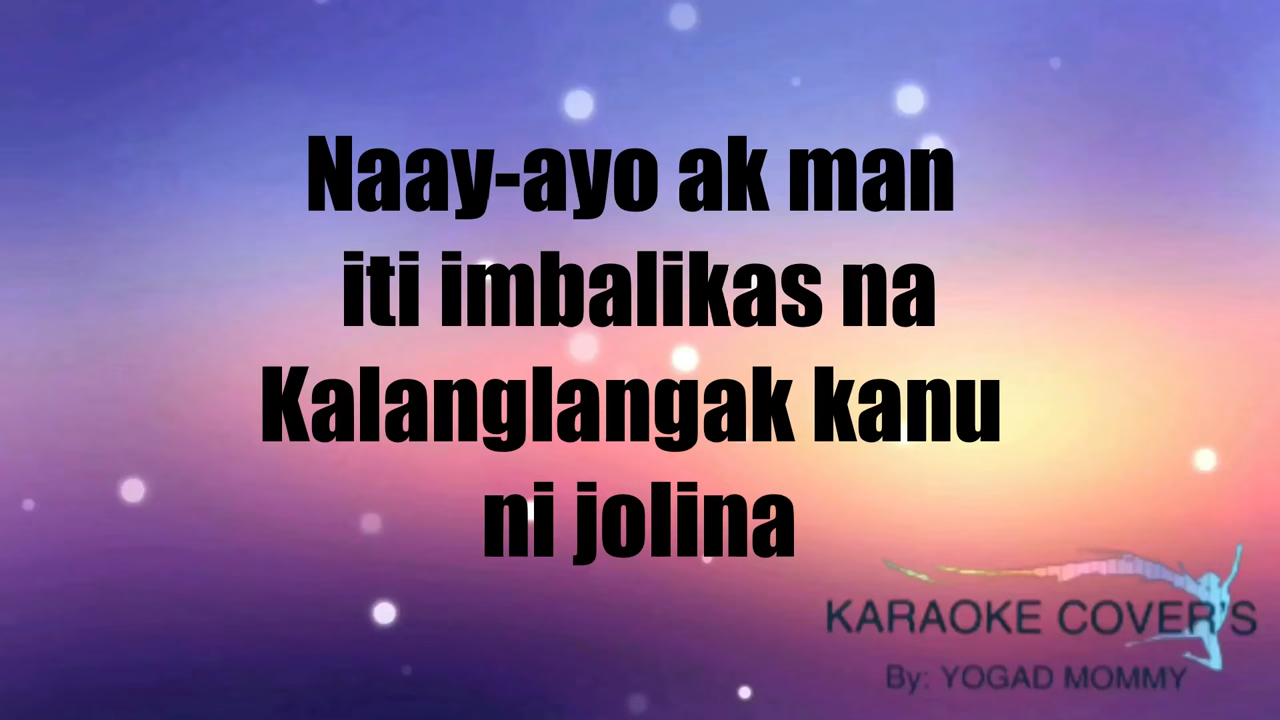 Naay-ayo ak man
iti imbalikas na
Kalanglangak kanu
ni jolina
KARAOKE COVER'S
By: YOGAD MOMMY